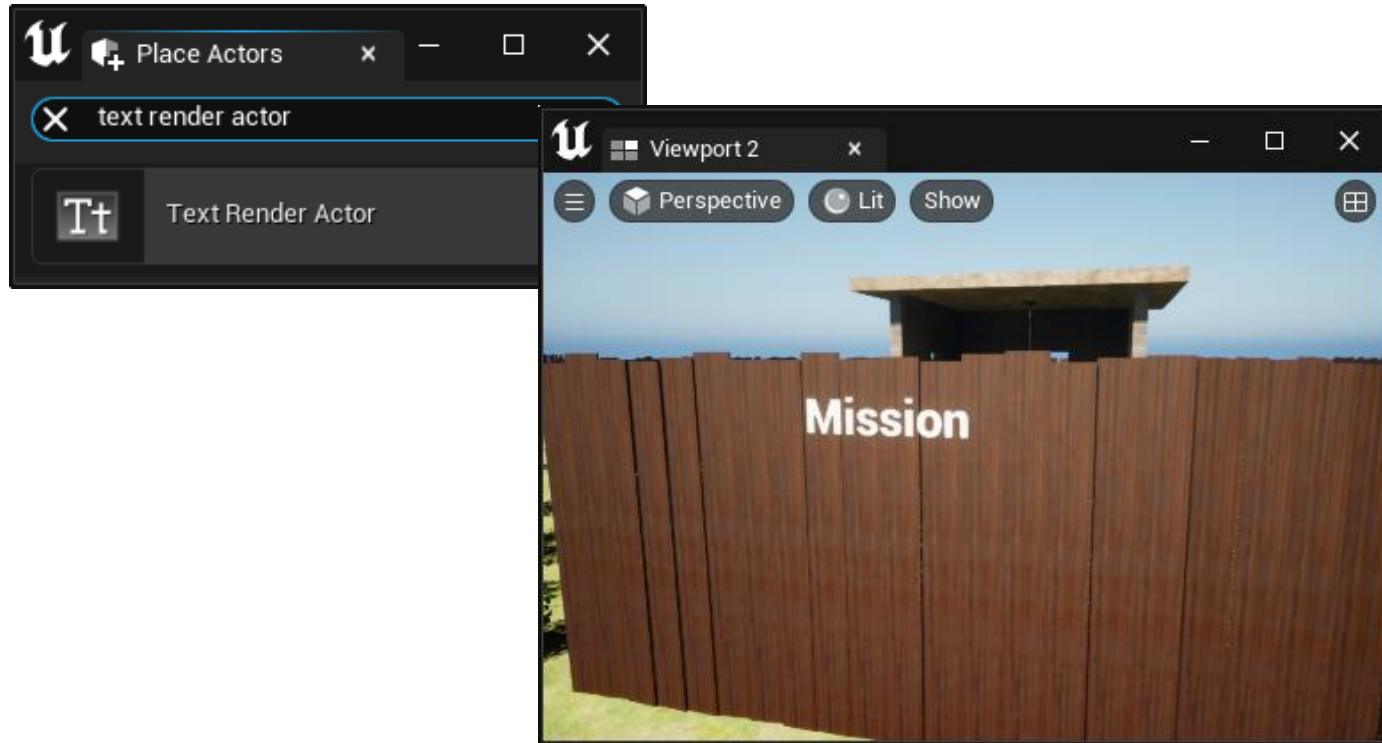 Place Actors
text render actor
Text Render Actor
Viewport 2
Perspective Lit Show
Mission